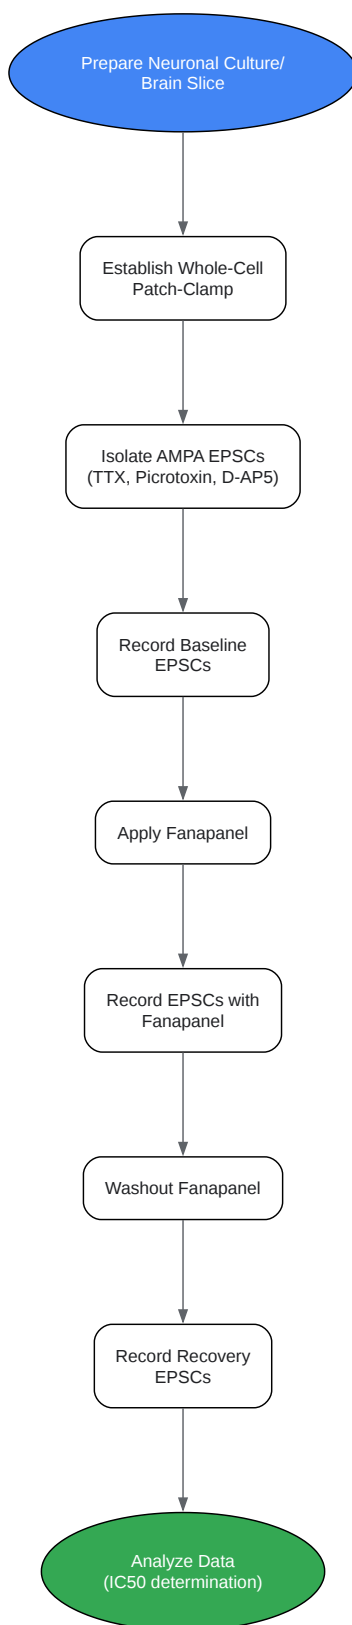 Prepare Neuronal Culture/
Brain Slice
Establish Whole-Cell
Patch-Clamp
Isolate AMPA EPSCs
(TTX, Picrotoxin, D-AP5)
Record Baseline
EPSCs
Apply Fanapanel
Record EPSCs with
Fanapanel
Washout Fanapanel
Record Recovery
EPSCs
Analyze Data
(IC50 determination)